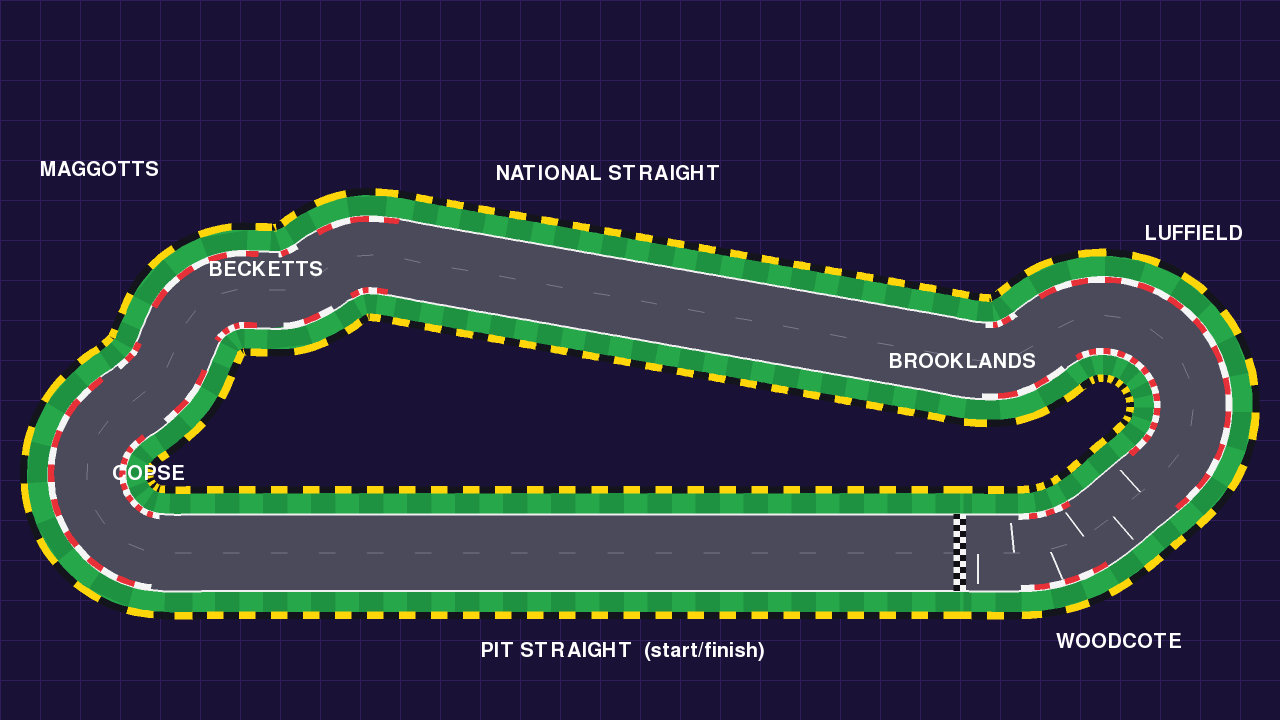 MAGGOTTS
NATIONAL STRAIGHT
LUFFIELD
BECKETTS
BROOKLANDS
COPSE
WOODCOTE
PIT STRAIGHT (start/finish)